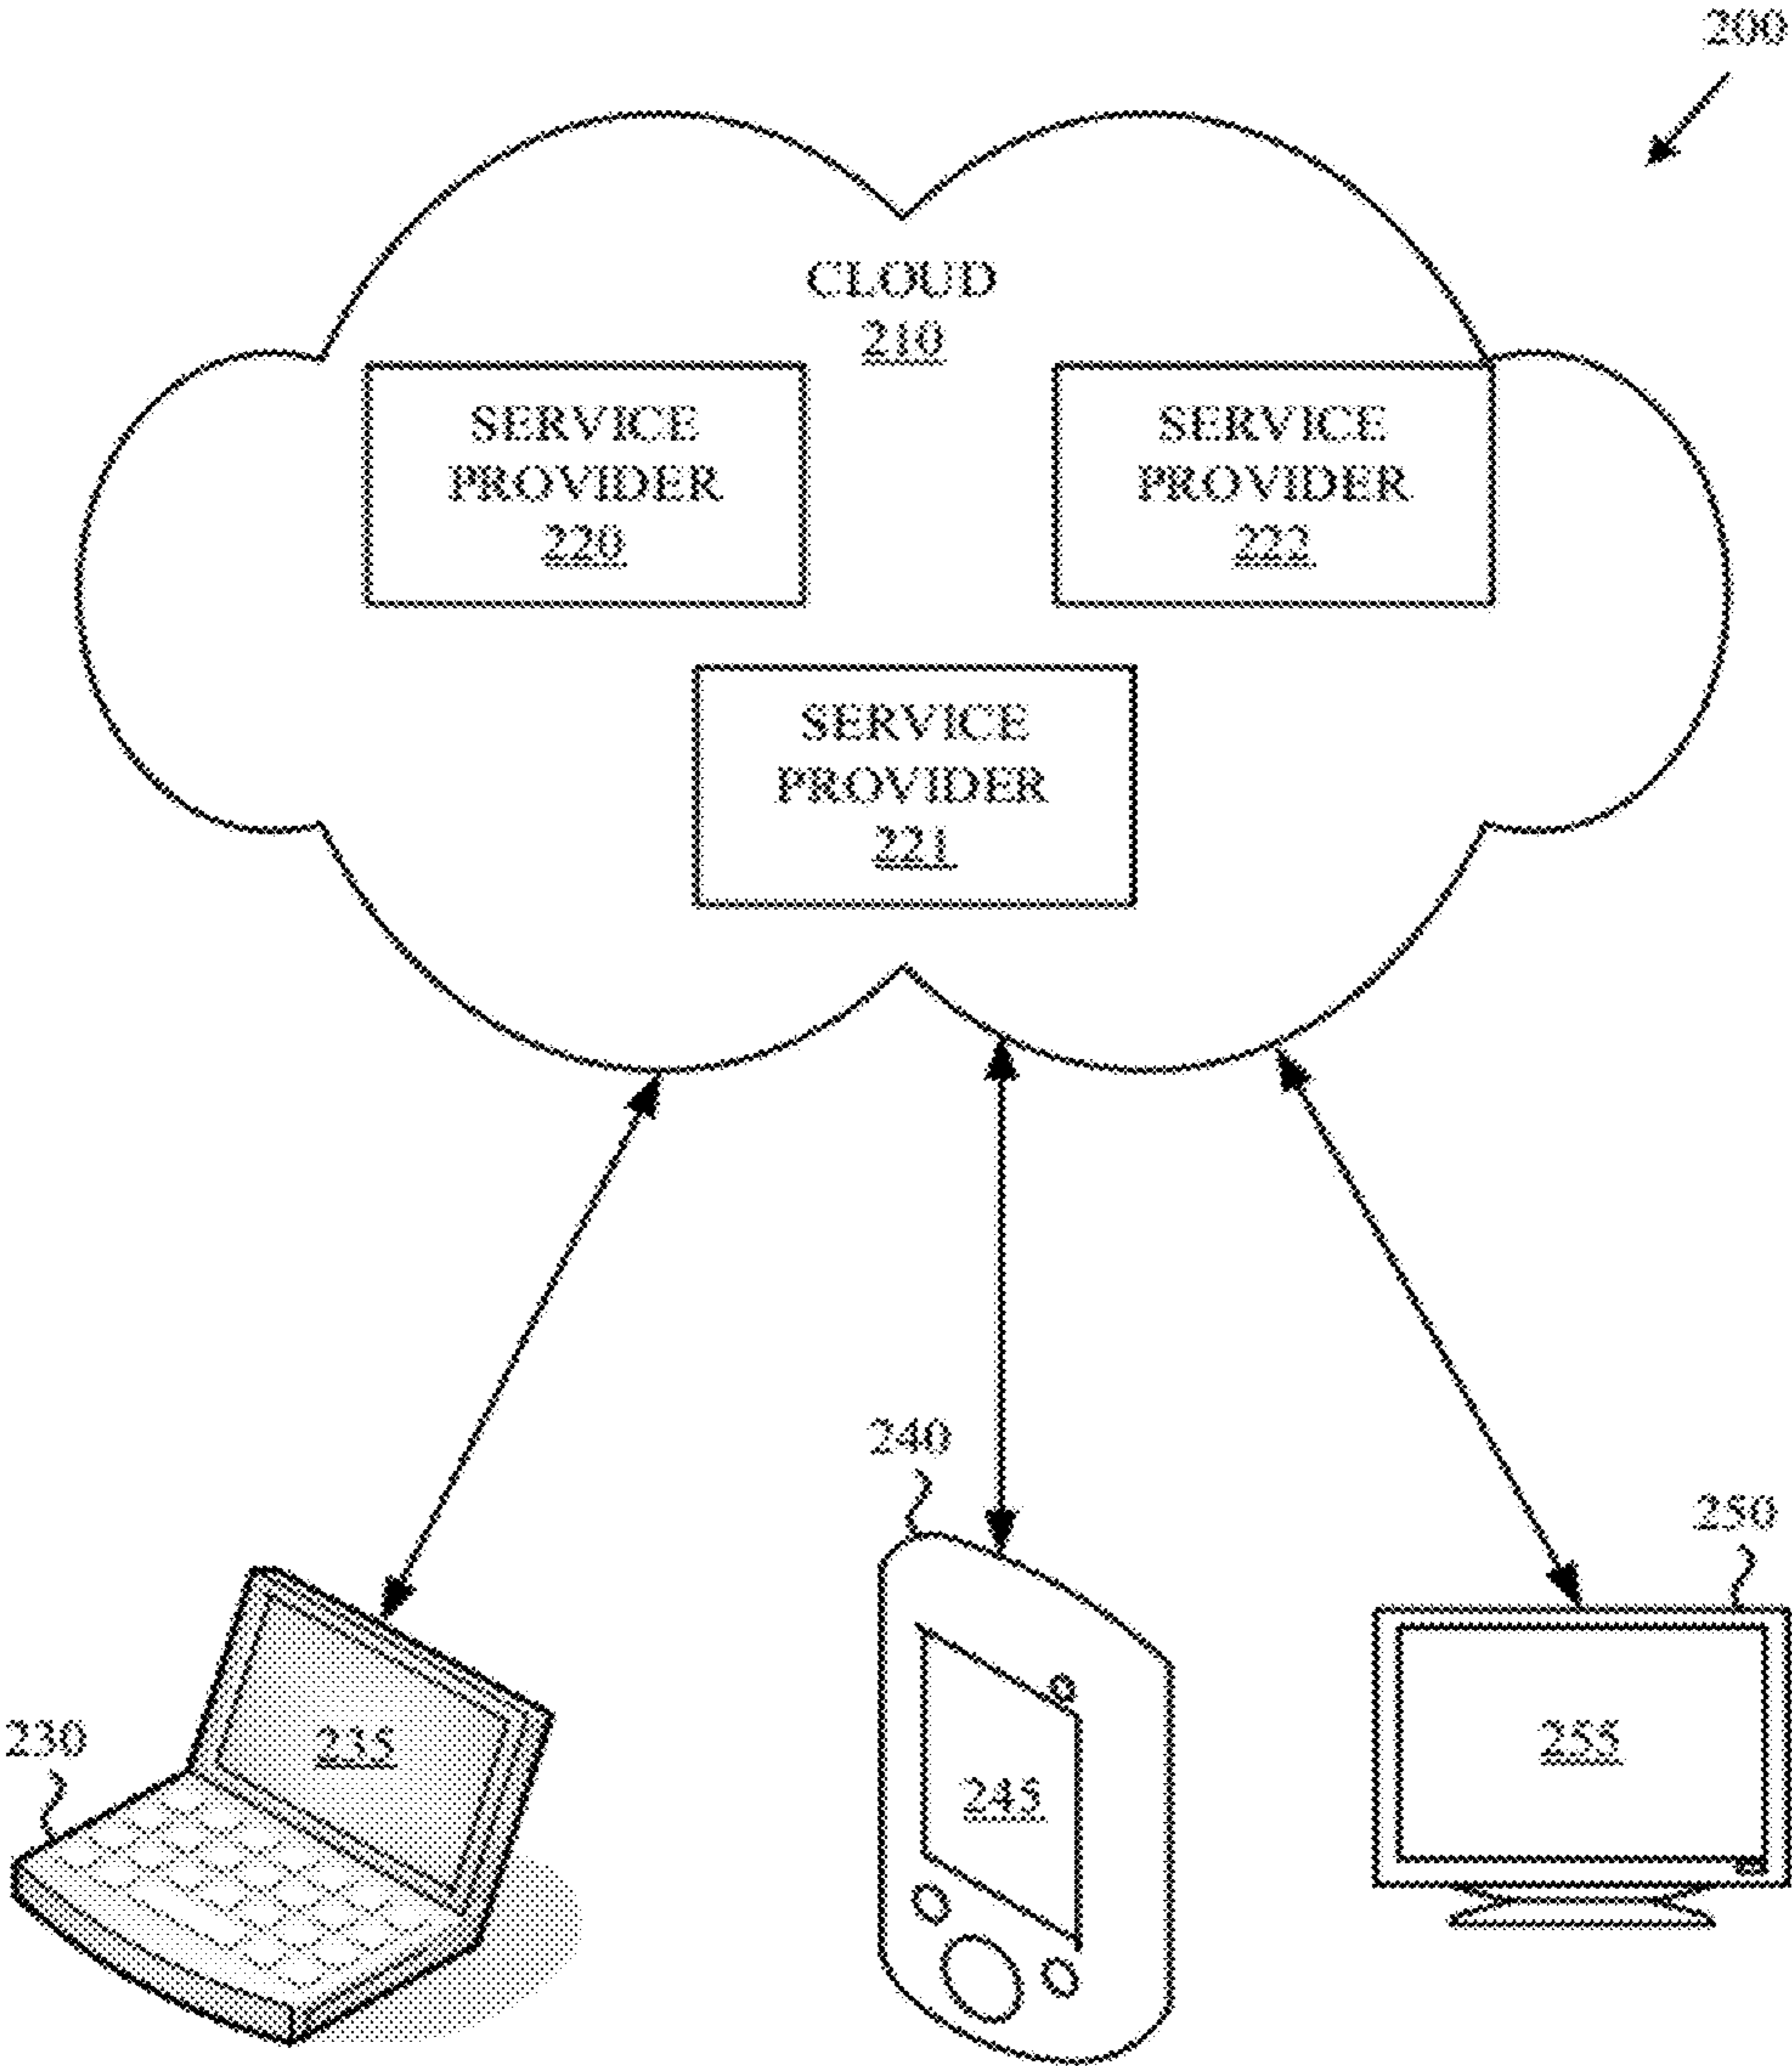 200
CLOUD
210
SERVICE
PROVIDER
220
SERVICE
PROVIDER
222
SERVICE
PROVIDER
221
240
250
230
235
245
255